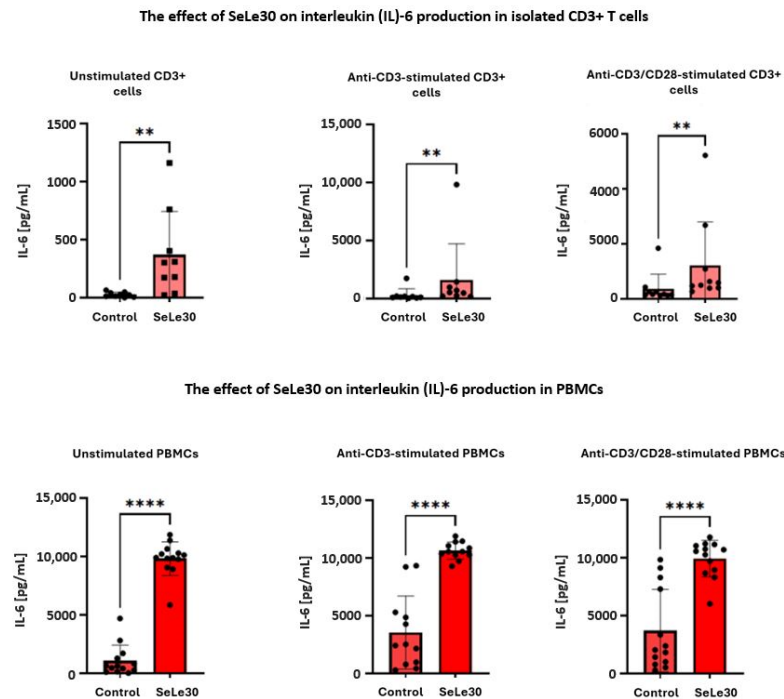 The effect of SeLe30 on interleukin (IL)-6 production in isolated CD3+ T cells
Unstimulated CD3+
cells
IL-6 [pg/mL]
1500
1000
500
0
**
Control SeLe30
Anti-CD3-stimulated CD3+
cells
IL-6 [pg/mL]
15,000
10,000
5000
0
**
Control SeLe30
Anti-CD3/CD28-stimulated CD3+
cells
IL-6 [pg/mL]
6000
4000
5000
0
**
Control SeLe30
The effect of SeLe30 on interleukin (IL)-6 production in PBMCs
Unstimulated PBMCs
IL-6 [pg/mL]
15,000
10,000
5000
0
****
Control SeLe30
Anti-CD3-stimulated PBMCs
IL-6 [pg/mL]
15,000
10,000
5000
0
****
Control SeLe30
Anti-CD3/CD28-stimulated PBMCs
IL-6 [pg/mL]
15,000
10,000
5000
0
****
Control SeLe30